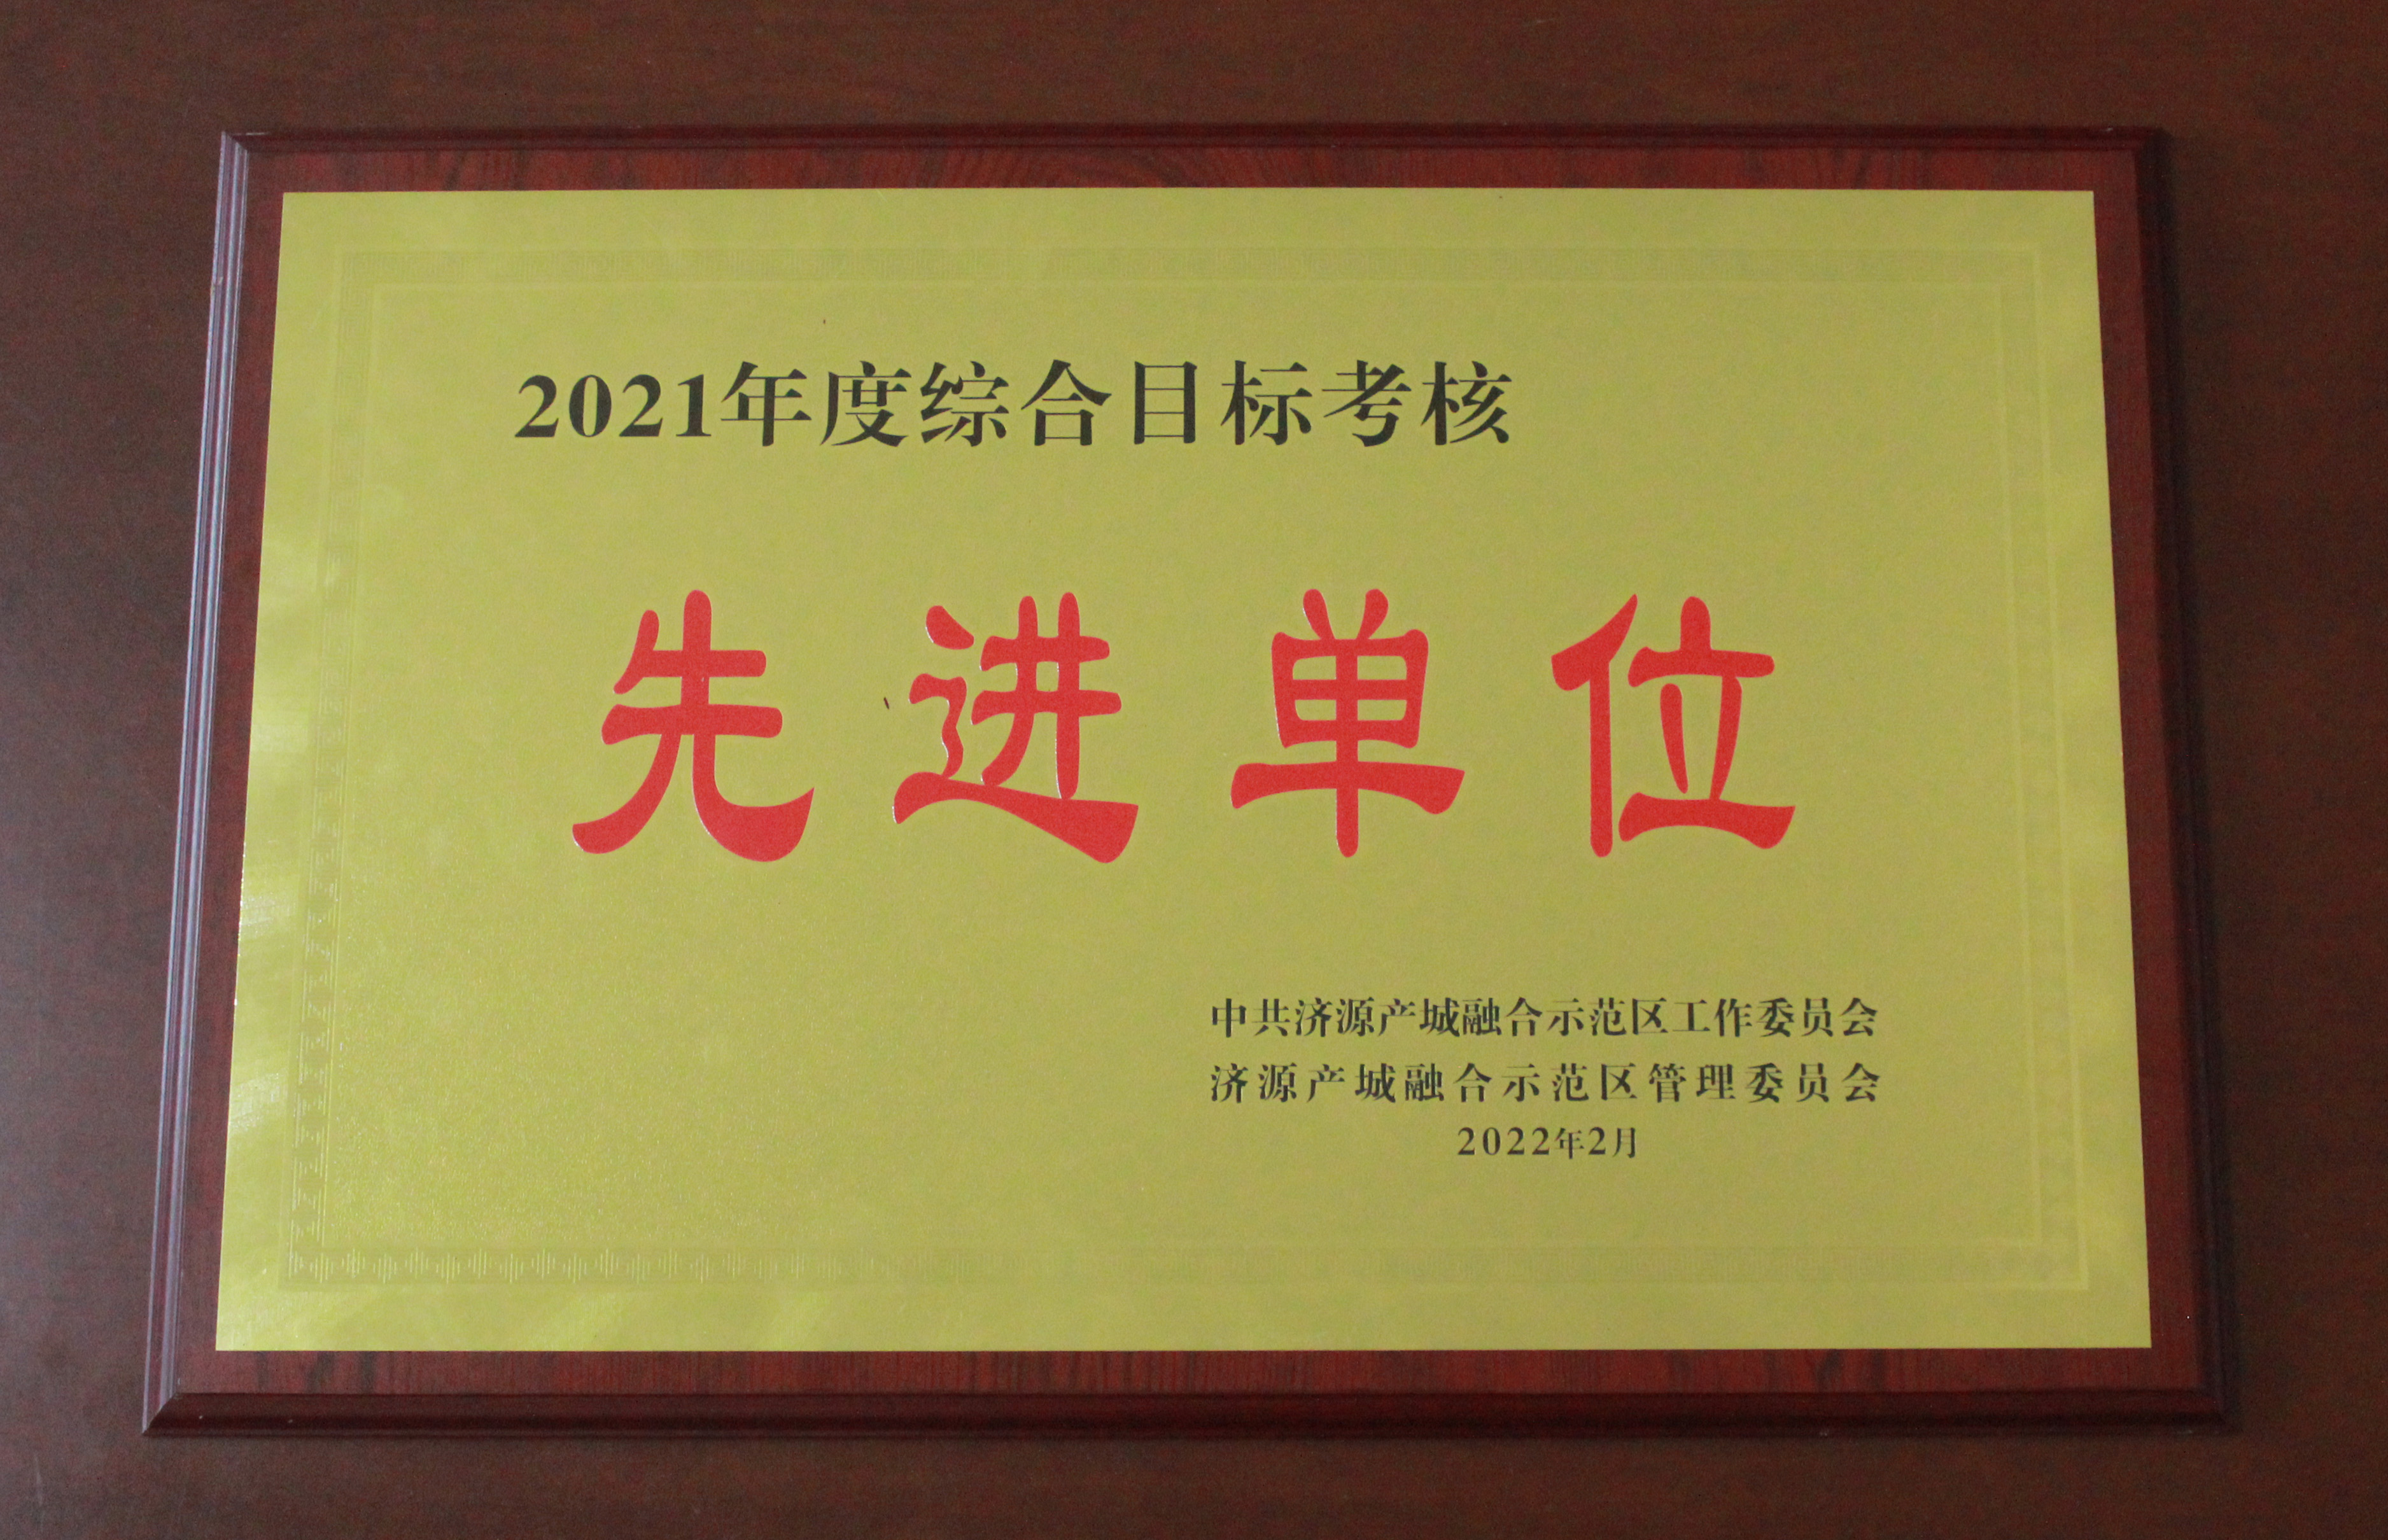 2021年度综合目标考核
先进单位
中共济源产城融合示范区工作委员会
济源产城融合示范区管理委员会
2022年2月